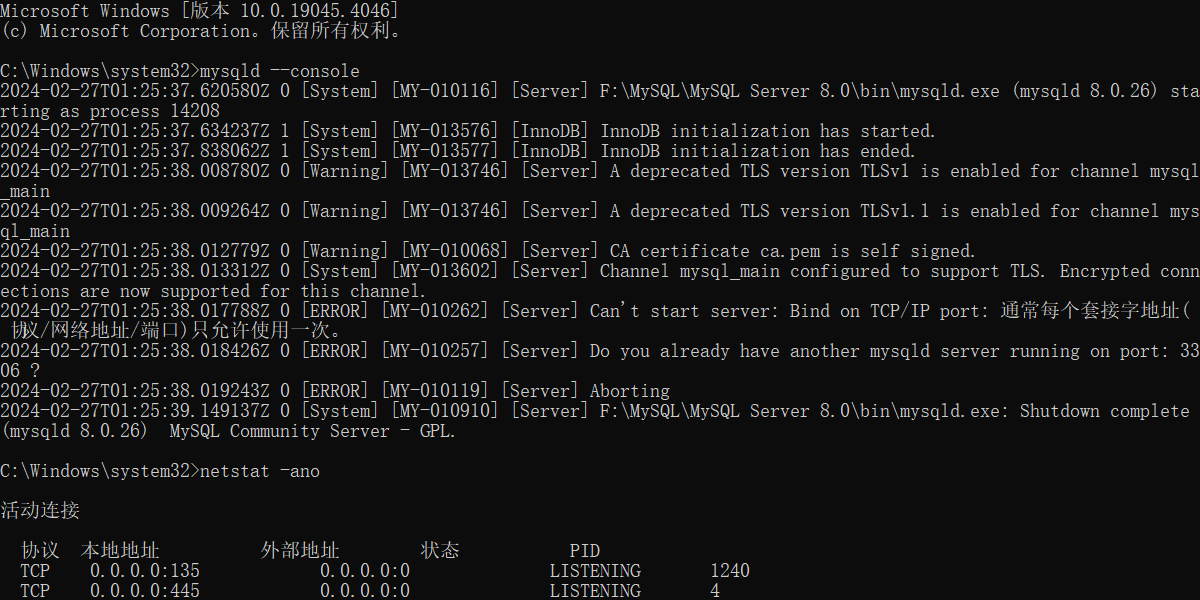 Microsoft Windows [版本 10.0.19045.4046]
(c) Microsoft Corporation。保留所有权利。
C:\Windows\system32>mysqld --console
2024-02-27T01:25:37.620580Z 0 [System] [MY-010116] [Server] F:\MySQL\MySQL Server 8.0\bin\mysqld.exe (mysqld 8.0.26) sta
rting as process 14208
2024-02-27T01:25:37.634237Z 1 [System] [MY-013576] [InnoDB] InnoDB initialization has started.
2024-02-27T01:25:37.838062Z 1 [System] [MY-013577] [InnoDB] InnoDB initialization has ended.
2024-02-27T01:25:38.008780Z 0 [Warning] [MY-013746] [Server] A deprecated TLS version TLSv1 is enabled for channel mysql
_main
2024-02-27T01:25:38.009264Z 0 [Warning] [MY-013746] [Server] A deprecated TLS version TLSv1.1 is enabled for channel mys
ql_main
2024-02-27T01:25:38.012779Z 0 [Warning] [MY-010068] [Server] CA certificate ca.pem is self signed.
2024-02-27T01:25:38.013312Z 0 [System] [MY-013602] [Server] Channel mysql_main configured to support TLS. Encrypted conn
ections are now supported for this channel.
2024-02-27T01:25:38.017788Z 0 [ERROR] [MY-010262] [Server] Can't start server: Bind on TCP/IP port: 通常每个套接字地址(
协议/网络地址/端口)只允许使用一次。
2024-02-27T01:25:38.018426Z 0 [ERROR] [MY-010257] [Server] Do you already have another mysqld server running on port: 33
06 ?
2024-02-27T01:25:38.019243Z 0 [ERROR] [MY-010119] [Server] Aborting
2024-02-27T01:25:39.149137Z 0 [System] [MY-010910] [Server] F:\MySQL\MySQL Server 8.0\bin\mysqld.exe: Shutdown complete
(mysqld 8.0.26)  MySQL Community Server - GPL.
C:\Windows\system32>netstat -ano
活动连接
协议  本地地址          外部地址        状态           PID
TCP    0.0.0.0:135            0.0.0.0:0              LISTENING       1240
TCP    0.0.0.0:445            0.0.0.0:0              LISTENING       4